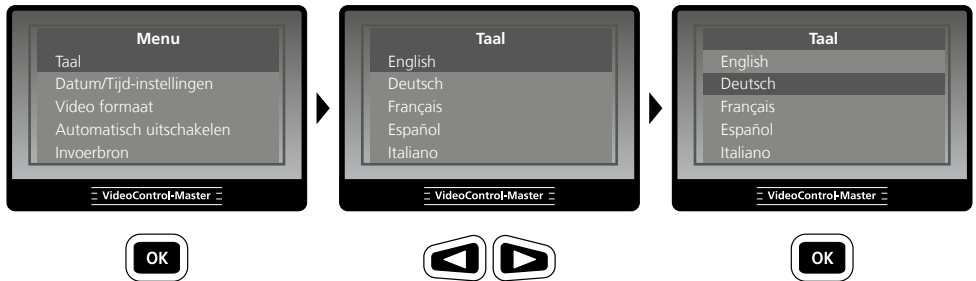 Menu
Taal
Datum/Tijd-instellingen
Video formaat
Automatisch uitschakelen
Invoerbron
VideoControl-Master
OK
Taal
English
Deutsch
Français
Español
Italiano
VideoControl-Master
Taal
English
Deutsch
Français
Español
Italiano
VideoControl-Master
OK